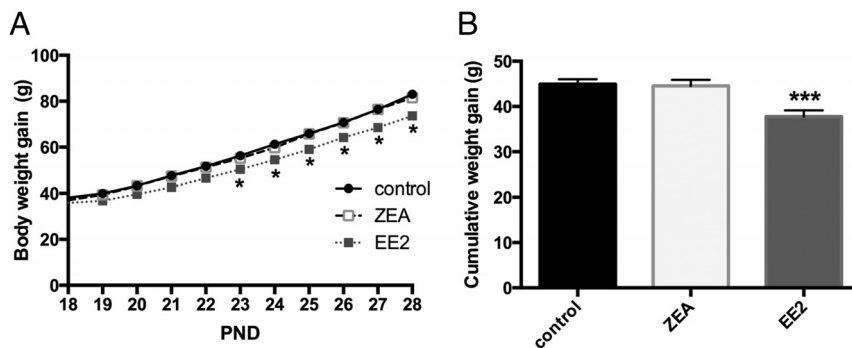 A
Body weight gain (g)
100
80
60
40
20
0
18 19 20 21 22 23 24 25 26 27 28
PND
* * * * * *
control
ZEA
EE2
B
Cumulative weight gain (g)
50
40
30
20
10
0
***
control
ZEA
EE2